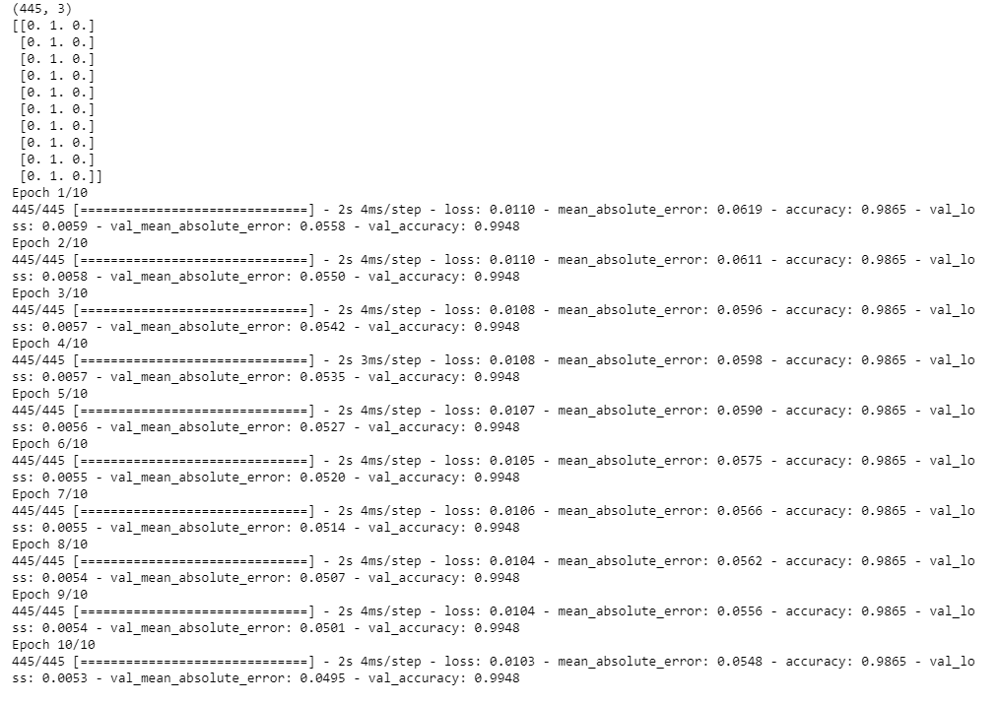 (445, 3)
[[0. 1. 0.]
 [0. 1. 0.]
 [0. 1. 0.]
 [0. 1. 0.]
 [0. 1. 0.]
 [0. 1. 0.]
 [0. 1. 0.]
 [0. 1. 0.]
 [0. 1. 0.]
 [0. 1. 0.]]
Epoch 1/10
445/445 [==============================] - 2s 4ms/step - loss: 0.0110 - mean_absolute_error: 0.0619 - accuracy: 0.9865 - val_lo
ss: 0.0059 - val_mean_absolute_error: 0.0558 - val_accuracy: 0.9948
Epoch 2/10
445/445 [==============================] - 2s 4ms/step - loss: 0.0110 - mean_absolute_error: 0.0611 - accuracy: 0.9865 - val_lo
ss: 0.0058 - val_mean_absolute_error: 0.0550 - val_accuracy: 0.9948
Epoch 3/10
445/445 [==============================] - 2s 4ms/step - loss: 0.0108 - mean_absolute_error: 0.0596 - accuracy: 0.9865 - val_lo
ss: 0.0057 - val_mean_absolute_error: 0.0542 - val_accuracy: 0.9948
Epoch 4/10
445/445 [==============================] - 2s 3ms/step - loss: 0.0108 - mean_absolute_error: 0.0598 - accuracy: 0.9865 - val_lo
ss: 0.0057 - val_mean_absolute_error: 0.0535 - val_accuracy: 0.9948
Epoch 5/10
445/445 [==============================] - 2s 4ms/step - loss: 0.0107 - mean_absolute_error: 0.0590 - accuracy: 0.9865 - val_lo
ss: 0.0056 - val_mean_absolute_error: 0.0527 - val_accuracy: 0.9948
Epoch 6/10
445/445 [==============================] - 2s 4ms/step - loss: 0.0105 - mean_absolute_error: 0.0575 - accuracy: 0.9865 - val_lo
ss: 0.0055 - val_mean_absolute_error: 0.0520 - val_accuracy: 0.9948
Epoch 7/10
445/445 [==============================] - 2s 4ms/step - loss: 0.0106 - mean_absolute_error: 0.0566 - accuracy: 0.9865 - val_lo
ss: 0.0055 - val_mean_absolute_error: 0.0514 - val_accuracy: 0.9948
Epoch 8/10
445/445 [==============================] - 2s 4ms/step - loss: 0.0104 - mean_absolute_error: 0.0562 - accuracy: 0.9865 - val_lo
ss: 0.0054 - val_mean_absolute_error: 0.0507 - val_accuracy: 0.9948
Epoch 9/10
445/445 [==============================] - 2s 4ms/step - loss: 0.0104 - mean_absolute_error: 0.0556 - accuracy: 0.9865 - val_lo
ss: 0.0054 - val_mean_absolute_error: 0.0501 - val_accuracy: 0.9948
Epoch 10/10
445/445 [==============================] - 2s 4ms/step - loss: 0.0103 - mean_absolute_error: 0.0548 - accuracy: 0.9865 - val_lo
ss: 0.0053 - val_mean_absolute_error: 0.0495 - val_accuracy: 0.9948